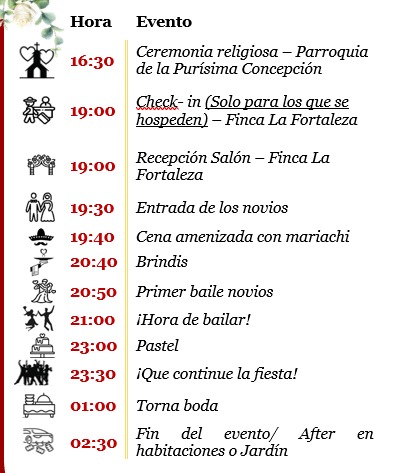 Hora Evento
16:30 Ceremonia religiosa – Parroquia
de la Purísima Concepción
19:00 Check- in (Solo para los que se
hospeden) – Finca La Fortaleza
19:00 Recepción Salón – Finca La
Fortaleza
19:30 Entrada de los novios
19:40 Cena amenizada con mariachi
20:40 Brindis
20:50 Primer baile novios
21:00 ¡Hora de bailar!
23:00 Pastel
23:30 ¡Que continue la fiesta!
01:00 Torna boda
02:30 Fin del evento/ After en
habitaciones o Jardín